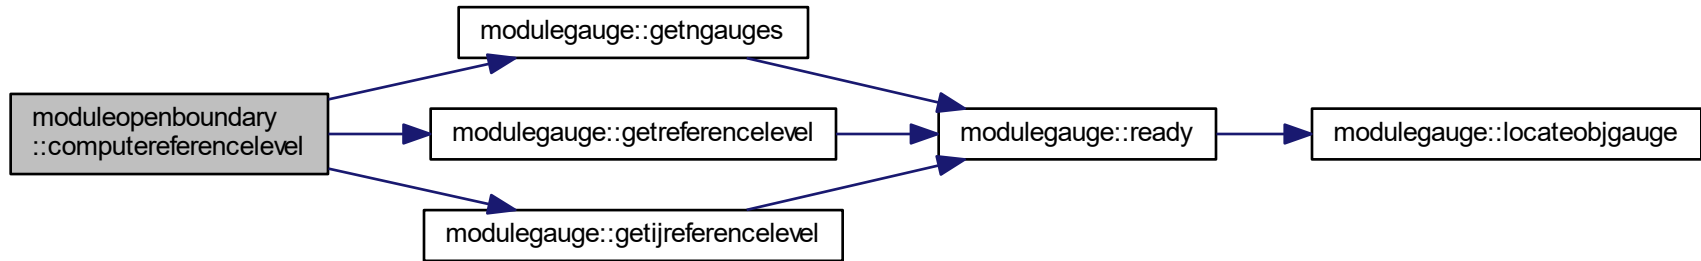 modulegauge::getngauges
moduleopenboundary
::computereferencelevel
modulegauge::getreferencelevel
modulegauge::ready
modulegauge::locateobjgauge
modulegauge::getijreferencelevel